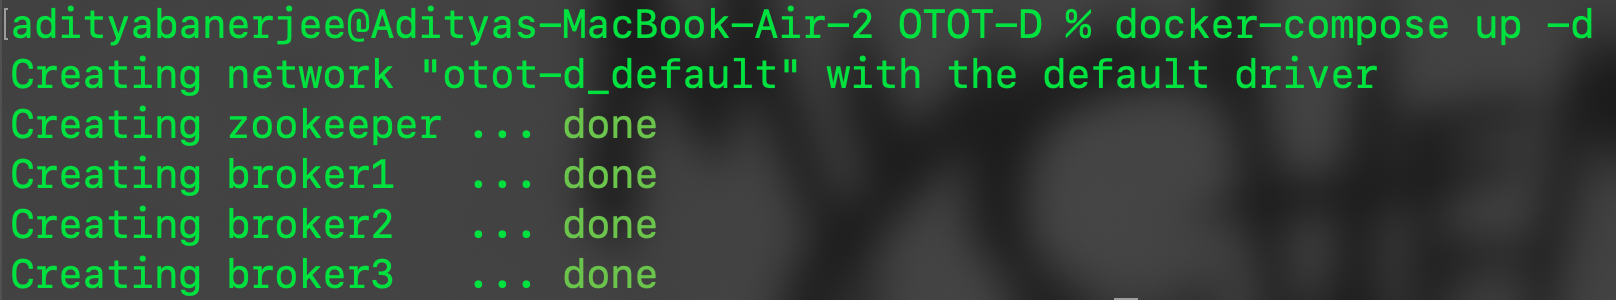 [adityabanerjee@Adityas-MacBook-Air-2 OTOT-D % docker-compose up -d
Creating network "otot-d_default" with the default driver
Creating zookeeper ... done
Creating broker1   ... done
Creating broker2   ... done
Creating broker3   ... done